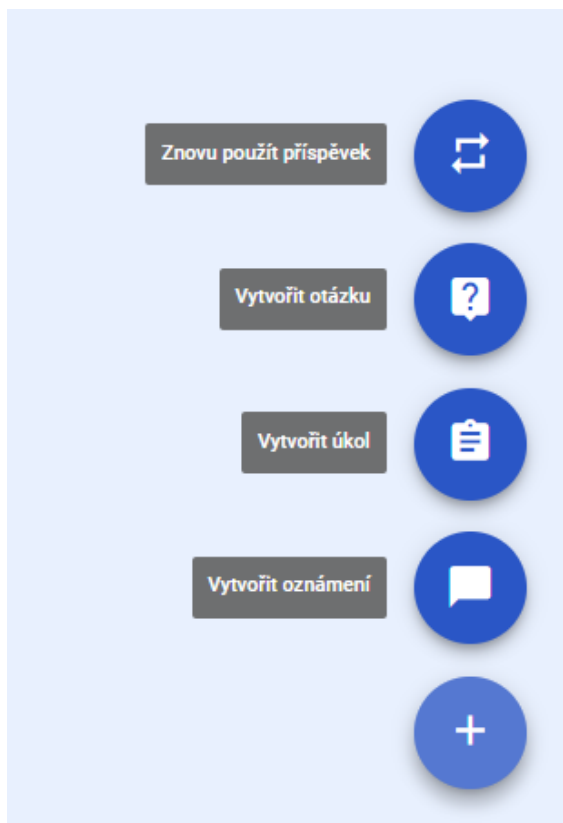 Znovu použít příspěvek
Vytvořit otázku
Vytvořit úkol
Vytvořit oznámení